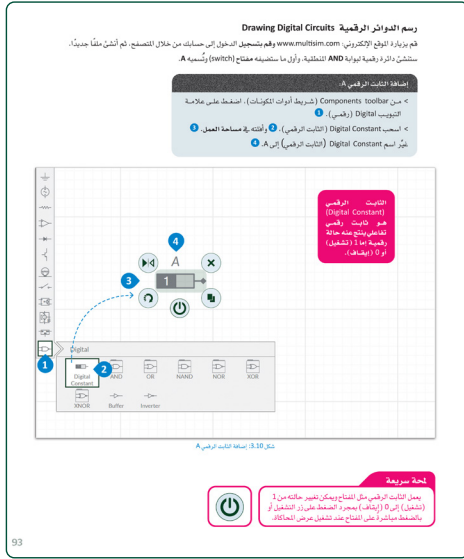 رسم الدوائر الرقمية Drawing Digital Circuits
قم بزيارة الموقع الإلكتروني: www.multisim.com وقم بتسجيل الدخول إلى حسابك من خلال المتصفح، ثم أنشئ ملفًا جديدًا.
ستنشئ دائرة رقمية لبوابة AND المنطقية، وأول ما ستضيفه مفتاح (switch) وتُسميه A.
إضافة الثابت الرقمي A:
> من Components toolbar (شريط أدوات المكونات)، اضغط على علامة
التبويب Digital (رقمي). 1
> اسحب Digital Constant (الثابت الرقمي)، 2 وأفلته في مساحة العمل. 3
غيِّر اسم Digital Constant (الثابت الرقمي) إلى A. 4
الثابت الرقمي
(Digital Constant)
هو ثابت رقمي
تفاعلي ينتج عنه حالة
رقمية إما 1 (تشغيل)
أو 0 (إيقاف).
4
A
3
1
1
Digital
2
Digital Constant
AND
OR
NAND
NOR
XOR
XNOR
Buffer
Inverter
شكل 3.10: إضافة الثابت الرقمي A
لمحة سريعة
يعمل الثابت الرقمي مثل المفتاح ويمكن تغيير حالته من 1
(تشغيل) إلى 0 (إيقاف) بمجرد الضغط على زر التشغيل أو
بالضغط مباشرة على المفتاح عند تشغيل عرض المحاكاة.
93